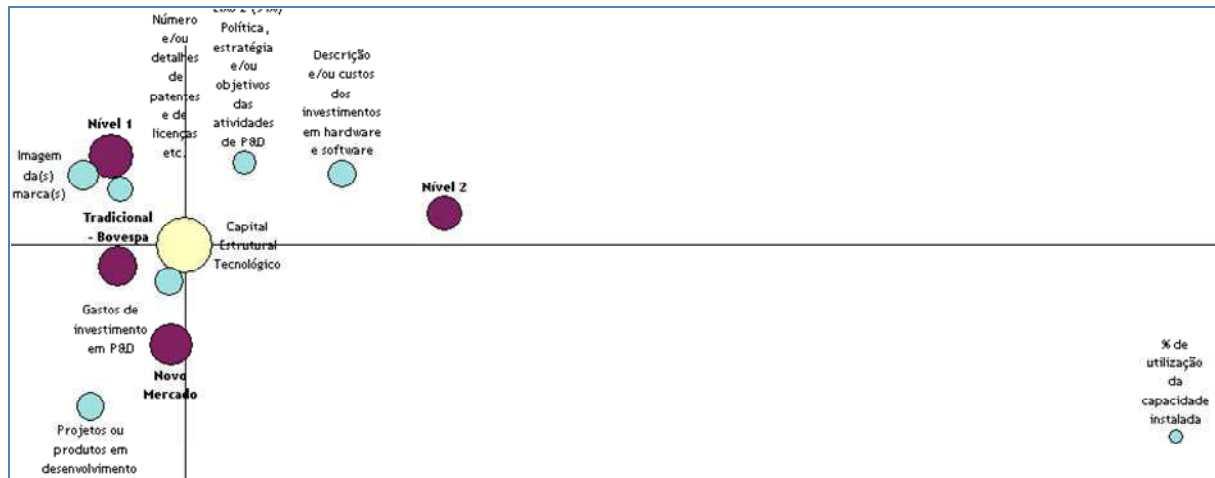 Número
e/ou
detalhes
de
patentes
e de
licenças
etc.
Política,
estratégia
e/ou
objetivos
das
atividades
de P&D
Descrição
e/ou custos
dos
investimentos
em hardware
e software
Nível 1
Imagem
da(s)
marca(s)
Nível 2
Tradicional
- Bovespa
Capital
Estrutural
Tecnológico
Gastos de
investimento
em P&D
Novo
Mercado
Projetos ou
produtos em
desenvolvimento
% de
utilização
da
capacidade
instalada